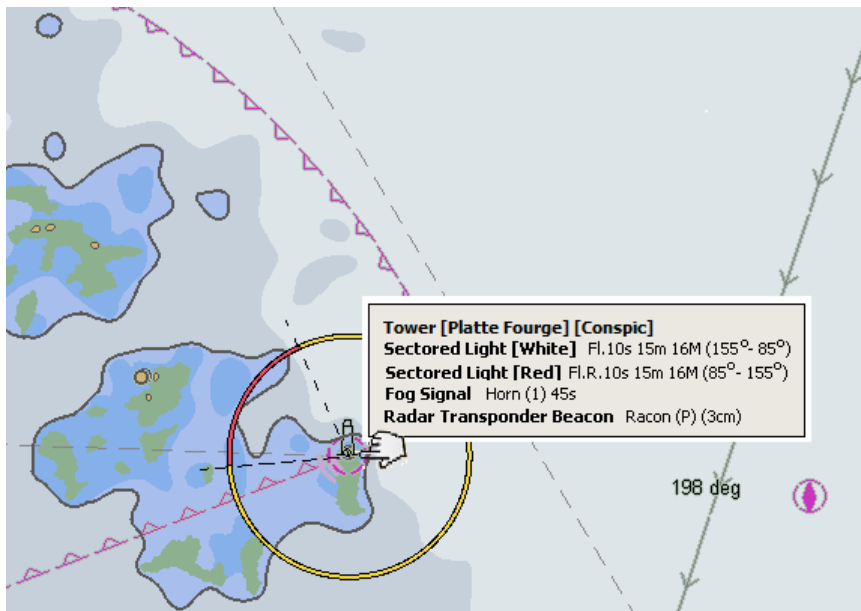 Tower [Platte Fourge] [Conspic]
Sectored Light [White] Fl.10s 15m 16M (155°- 85°)
Sectored Light [Red] Fl.R.10s 15m 16M (85°- 155°)
Fog Signal Horn (1) 45s
Radar Transponder Beacon Racon (P) (3cm)
198 deg